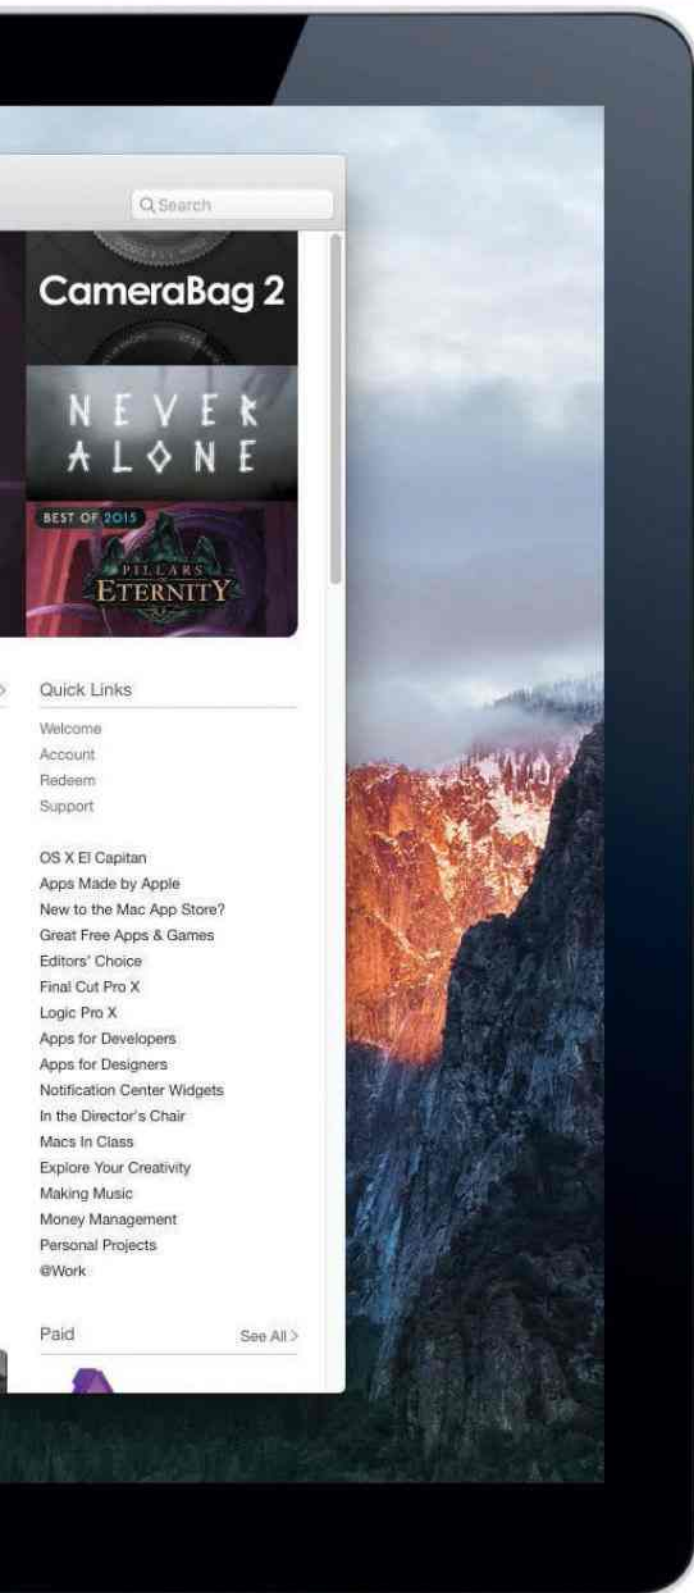 Search
CameraBag 2
NEVER
ALONE
BEST OF 2015
PILLARS
OF
ETERNITY
>
Quick Links
Welcome
Account
Redeem
Support
OS X El Capitan
Apps Made by Apple
New to the Mac App Store?
Great Free Apps & Games
Editors' Choice
Final Cut Pro X
Logic Pro X
Apps for Developers
Apps for Designers
Notification Center Widgets
In the Director's Chair
Macs In Class
Explore Your Creativity
Making Music
Money Management
Personal Projects
@Work
Paid See All >